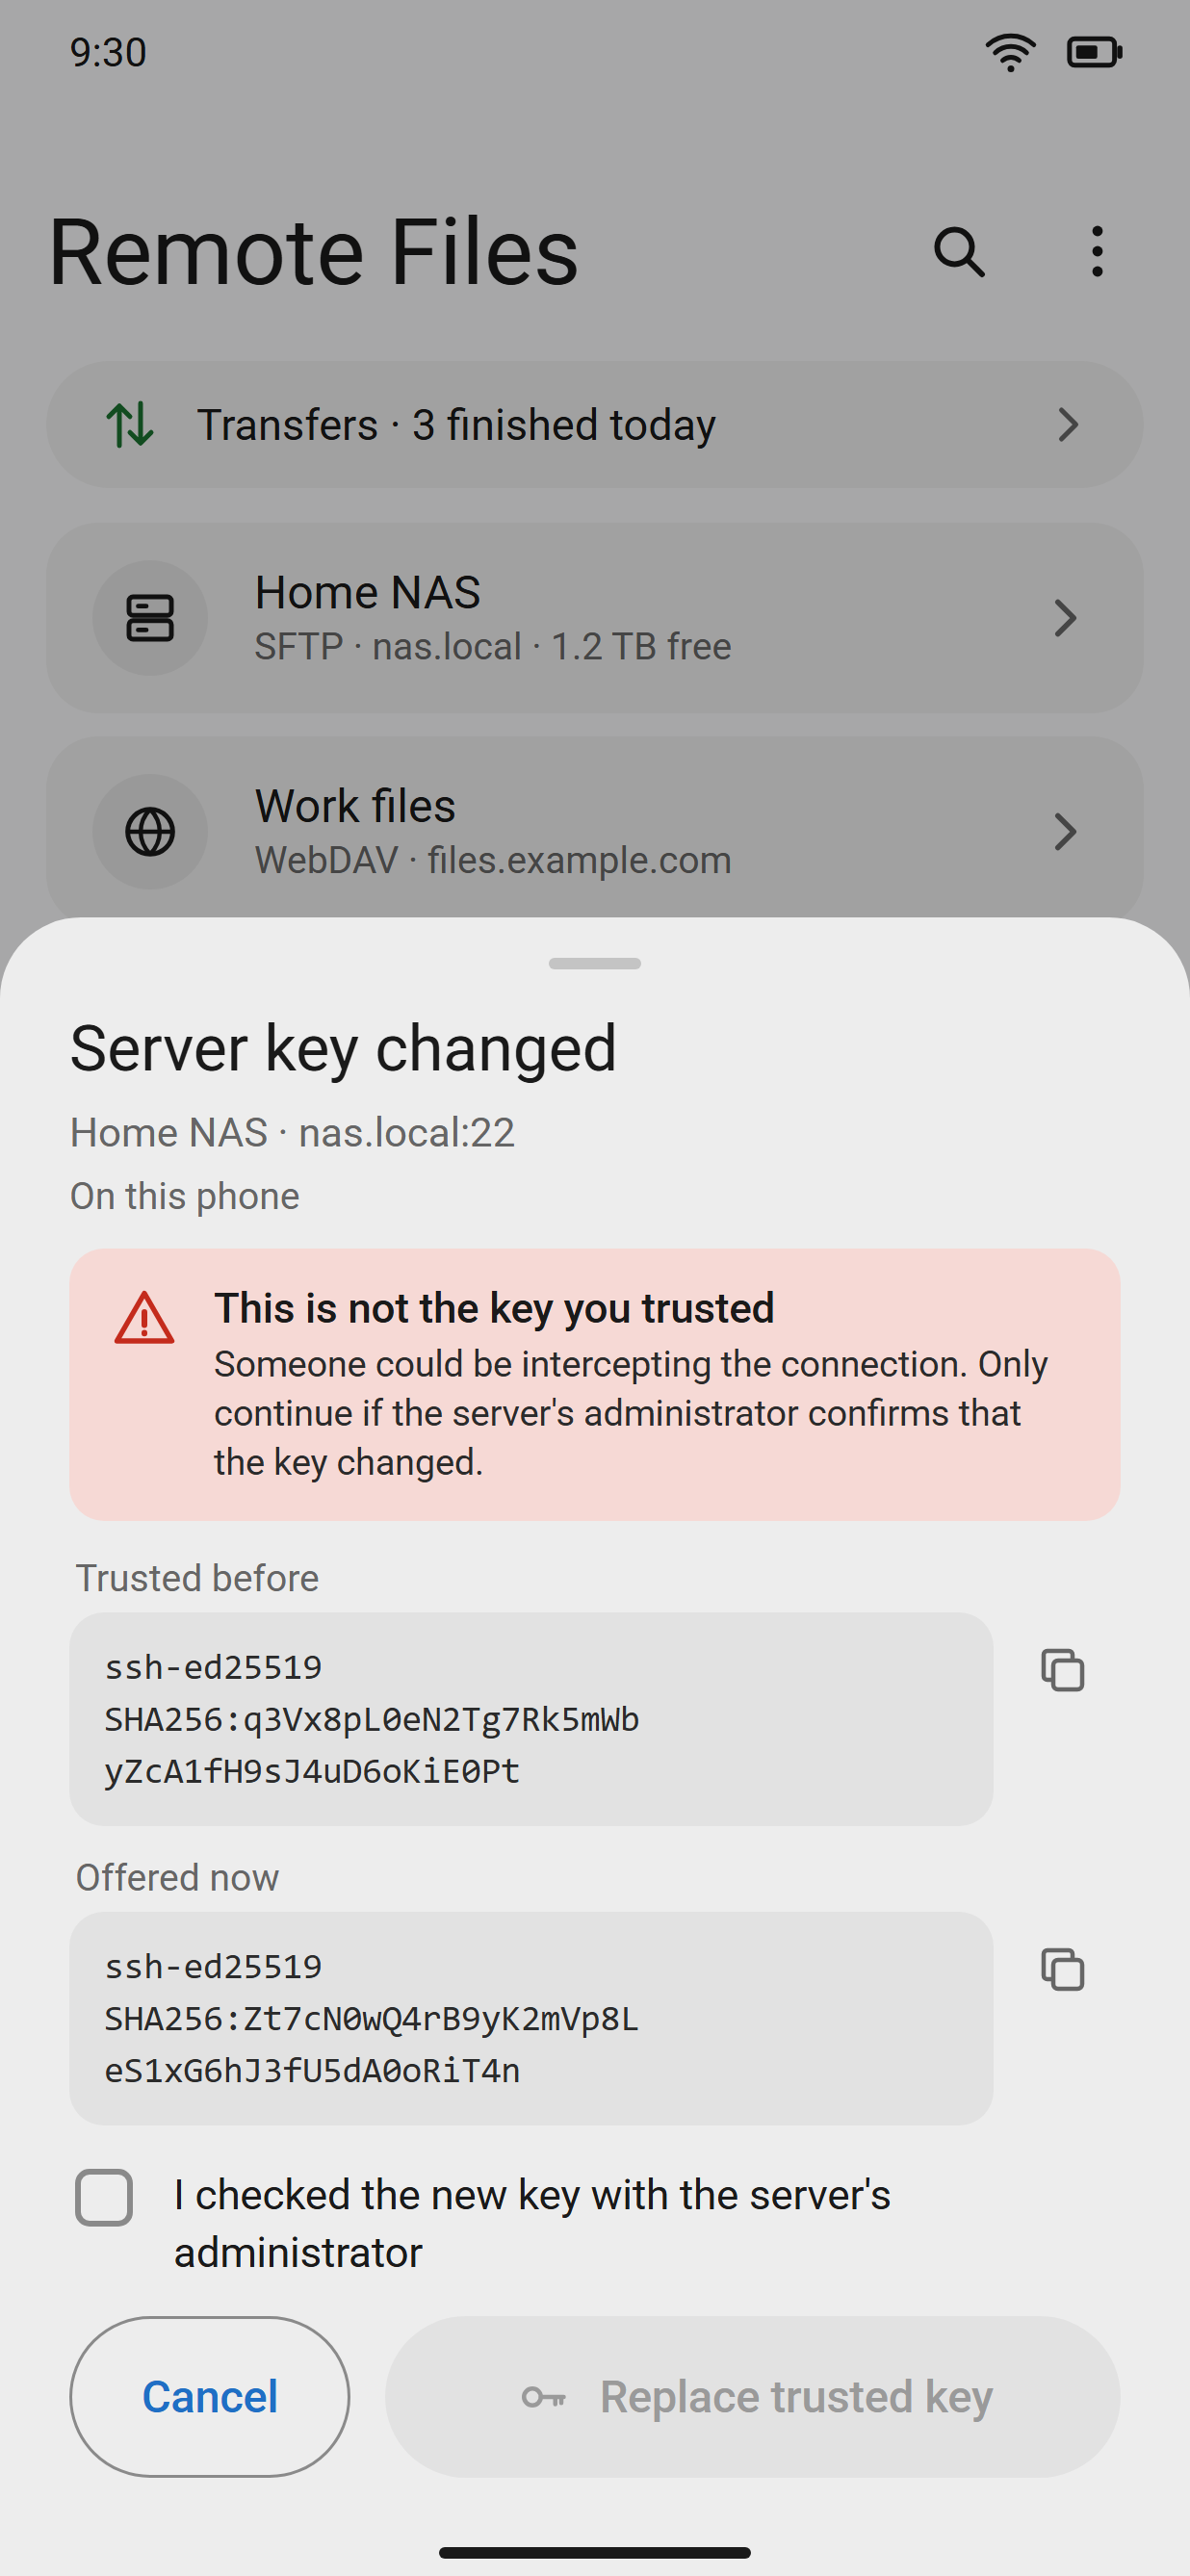 9:30
Remote Files
Transfers · 3 finished today
Home NAS
SFTP · nas.local · 1.2 TB free
Work files
WebDAV · files.example.com
Server key changed
Home NAS · nas.local:22
On this phone
This is not the key you trusted
Someone could be intercepting the connection. Only
continue if the server's administrator confirms that
the key changed.
Trusted before
ssh-ed25519
SHA256:q3Vx8pL0eN2Tg7Rk5mWb
yZcA1fH9sJ4uD6oKiE0Pt
Offered now
ssh-ed25519
SHA256:Zt7cN0wQ4rB9yK2mVp8L
eS1xG6hJ3fU5dA0oRiT4n
I checked the new key with the server's
administrator
Cancel
Replace trusted key